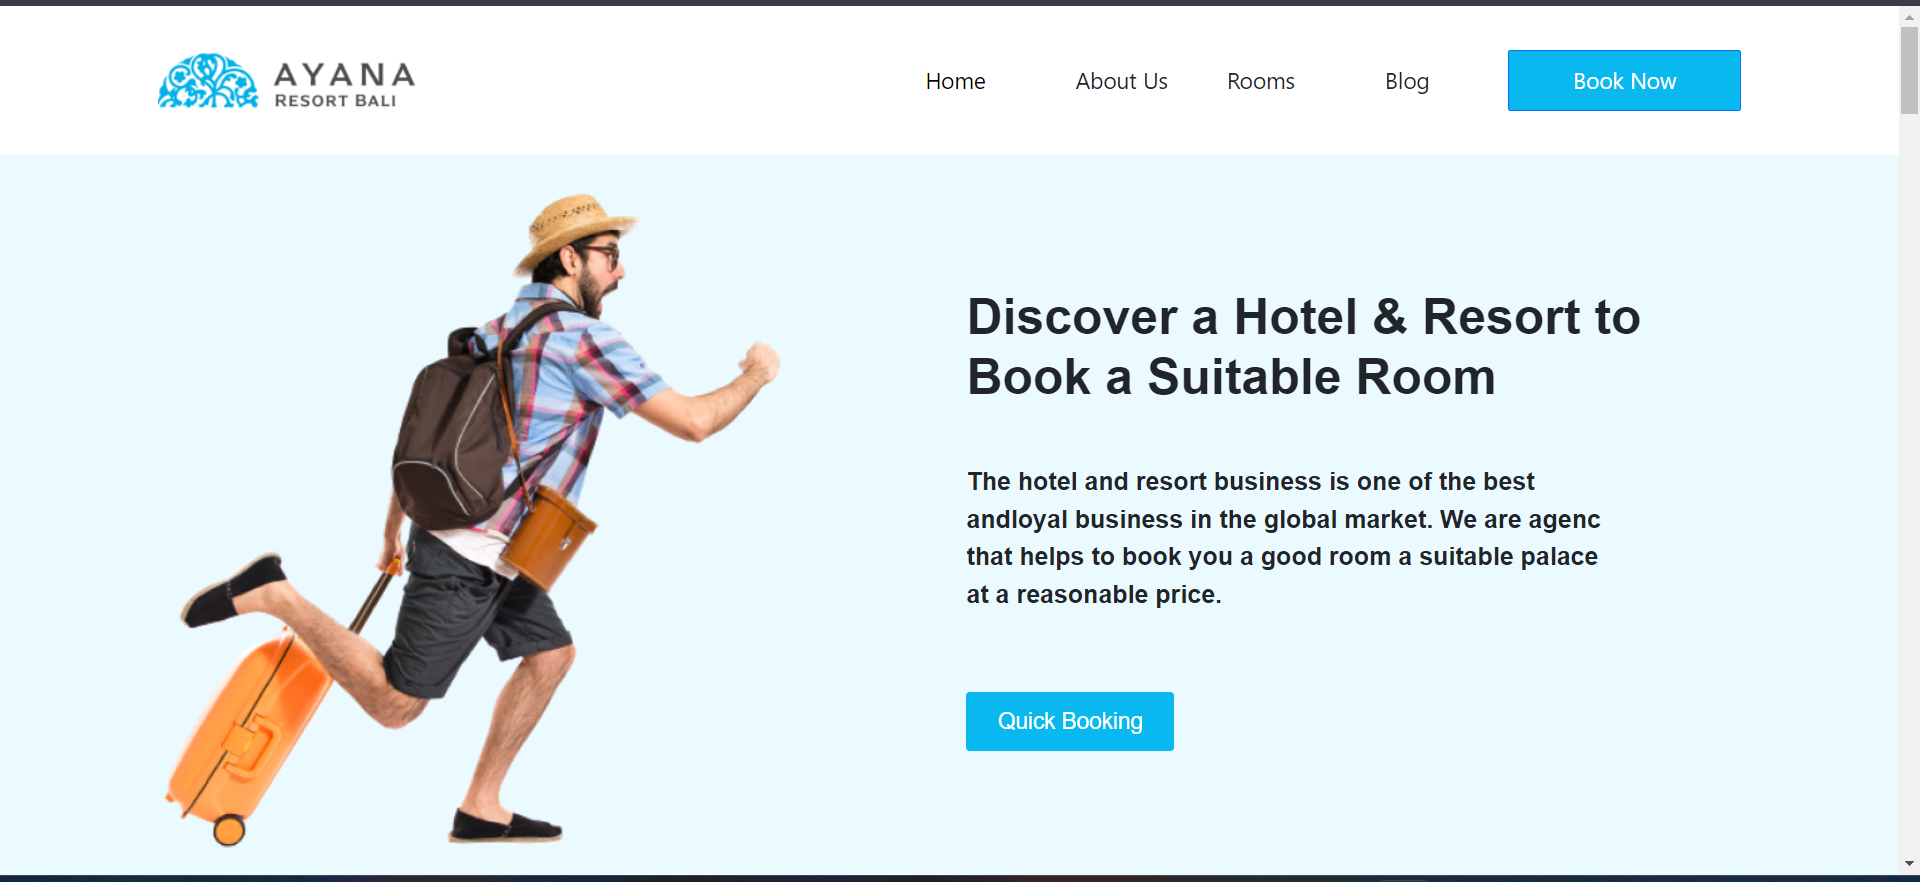 AYANA
RESORT BALI
Home
About Us
Rooms
Blog
Book Now
Discover a Hotel & Resort to
Book a Suitable Room
The hotel and resort business is one of the best
andloyal business in the global market. We are agenc
that helps to book you a good room a suitable palace
at a reasonable price.
Quick Booking